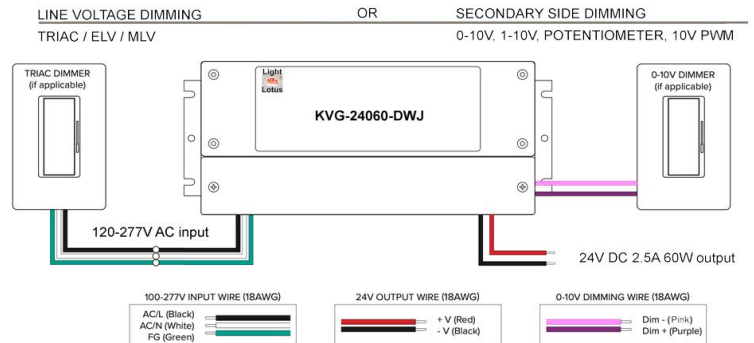 LINE VOLTAGE DIMMING
OR
SECONDARY SIDE DIMMING
TRIAC / ELV / MLV
0-10V, 1-10V, POTENTIOMETER, 10V PWM
TRIAC DIMMER
(if applicable)
Light
Lotus
KVG-24060-DWJ
0-10V DIMMER
(if applicable)
120-277V AC input
24V DC 2.5A 60W output
100-277V INPUT WIRE (18AWG)
AC/L (Black)
AC/N (White)
FG (Green)
24V OUTPUT WIRE (18AWG)
+ V (Red)
- V (Black)
0-10V DIMMING WIRE (18AWG)
Dim - (Pink)
Dim + (Purple)